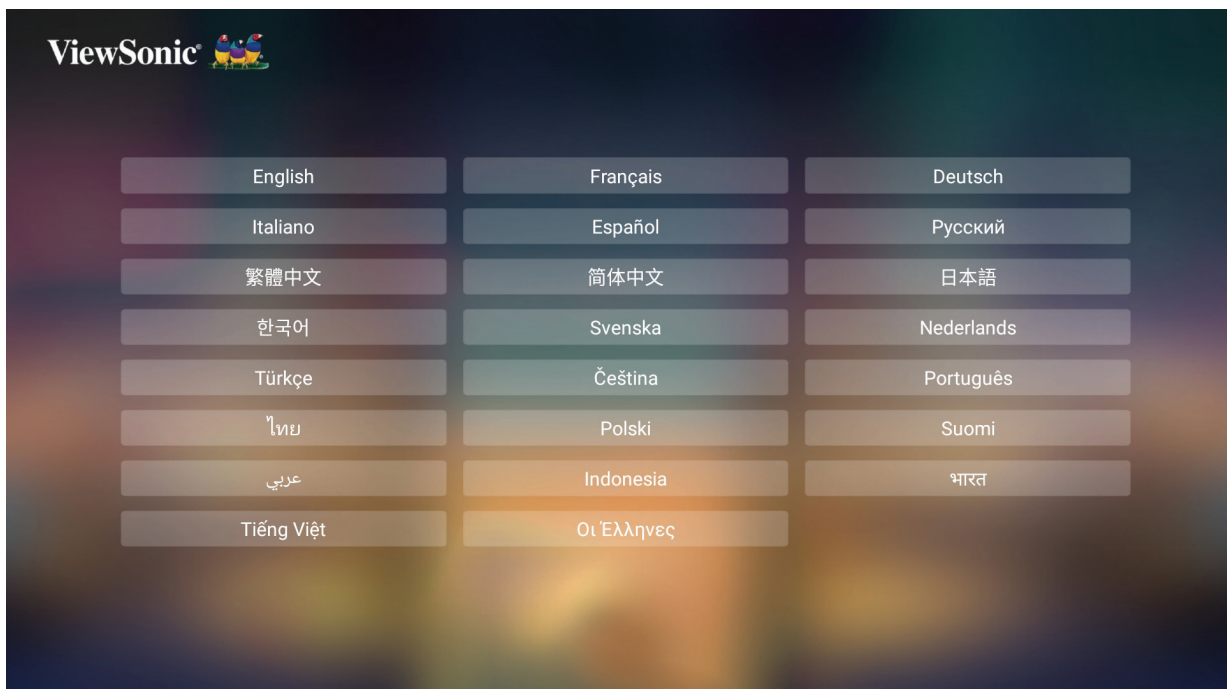 ViewSonic®
English Français Deutsch
Italiano Español Русский
繁體中文 简体中文 日本語
한국어 Svenska Nederlands
Türkçe Čeština Português
ไทย Polski Suomi
عربي Indonesia भारत
Tiếng Việt Οι Έλληνες